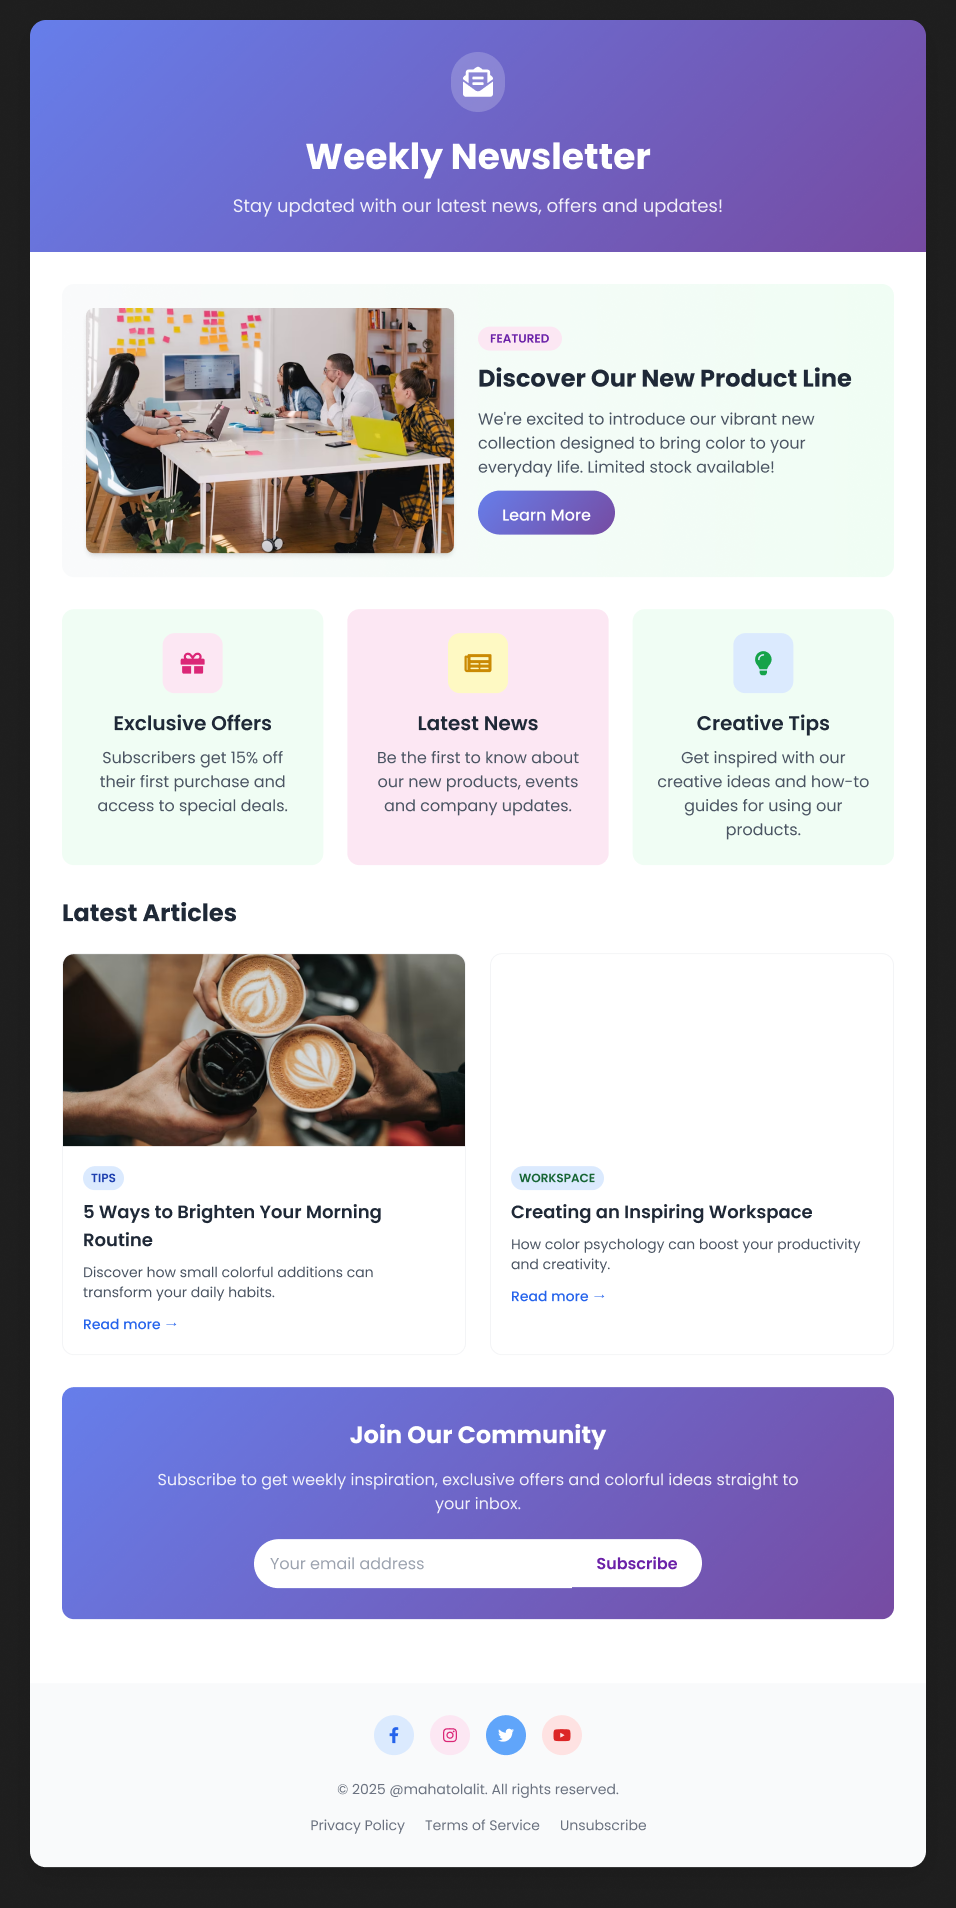 Weekly Newsletter
Stay updated with our latest news, offers and updates!
FEATURED
Discover Our New Product Line
We're excited to introduce our vibrant new
collection designed to bring color to your
everyday life. Limited stock available!
Learn More
Exclusive Offers
Subscribers get 15% off
their first purchase and
access to special deals.
Latest News
Be the first to know about
our new products, events
and company updates.
Creative Tips
Get inspired with our
creative ideas and how-to
guides for using our
products.
Latest Articles
TIPS
5 Ways to Brighten Your Morning
Routine
Discover how small colorful additions can
transform your daily habits.
Read more →
WORKSPACE
Creating an Inspiring Workspace
How color psychology can boost your productivity
and creativity.
Read more →
Join Our Community
Subscribe to get weekly inspiration, exclusive offers and colorful ideas straight to
your inbox.
Your email address
Subscribe
© 2025 @mahatolalit. All rights reserved.
Privacy Policy Terms of Service Unsubscribe